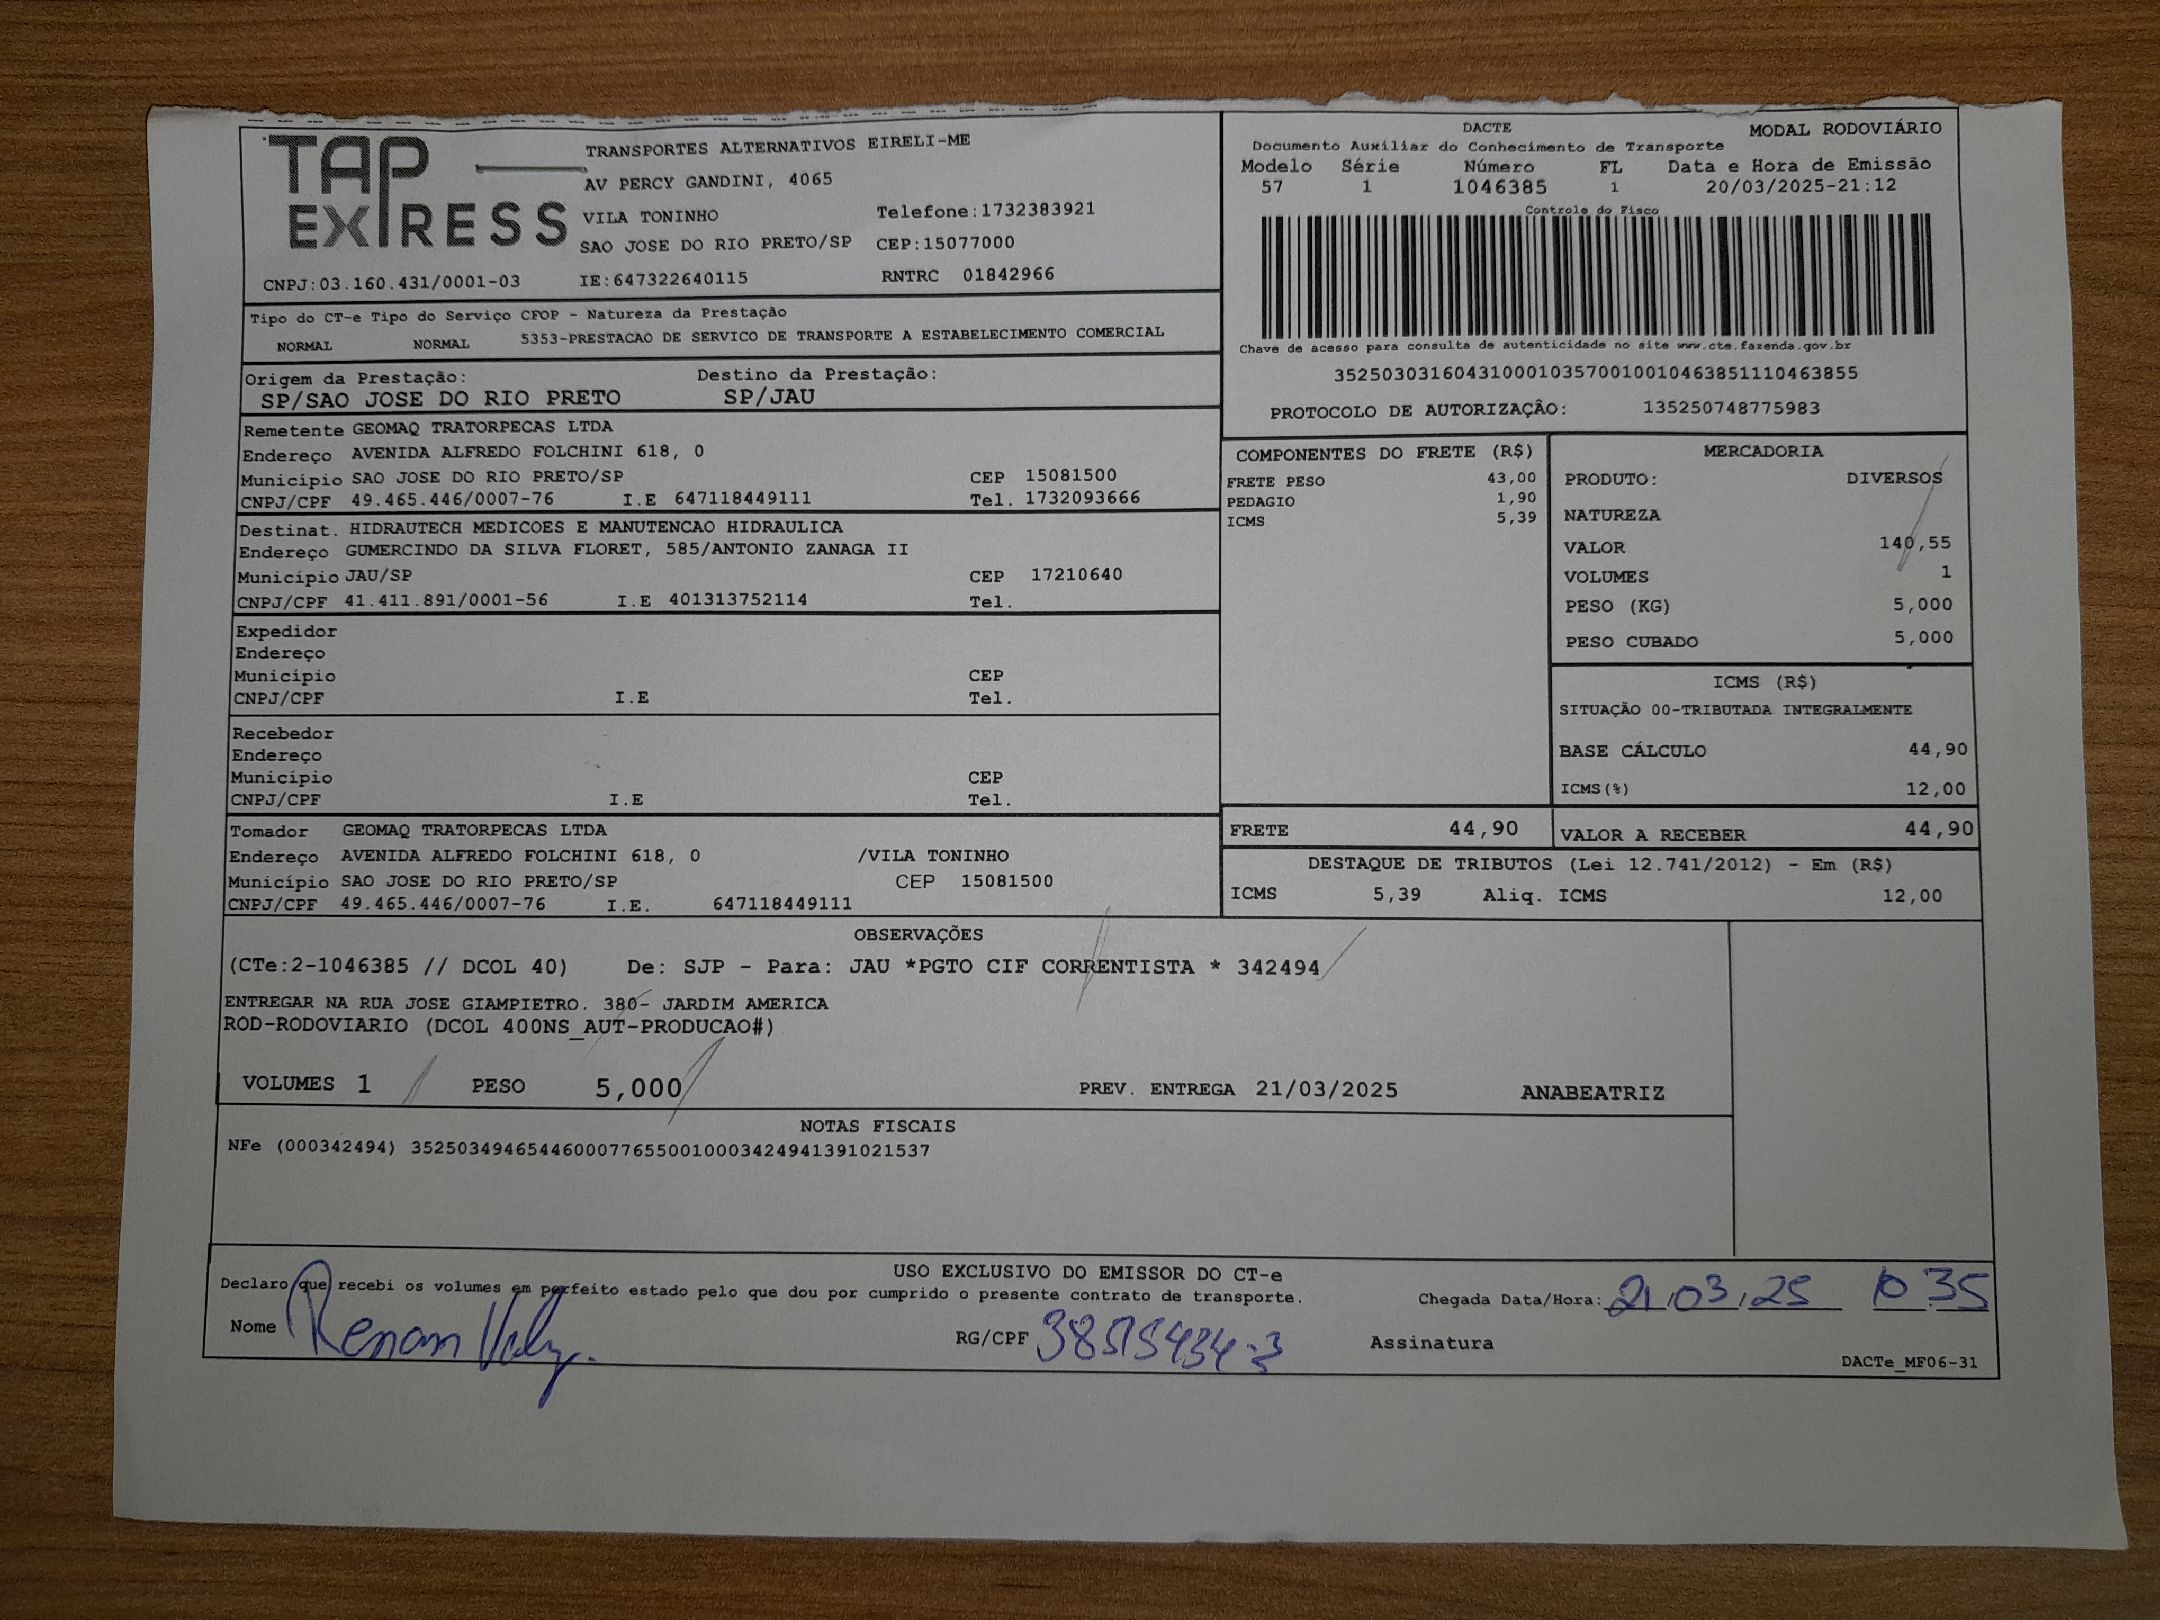 TAP EXPRESS
TRANSPORTES ALTERNATIVOS EIRELI-ME
AV PERCY GANDINI, 4065
VILA TONINHO Telefone:1732383921
SAO JOSE DO RIO PRETO/SP CEP:15077000
CNPJ:03.160.431/0001-03 IE:647322640115 RNTRC 01842966
DACTE MODAL RODOVIÁRIO
Documento Auxiliar do Conhecimento de Transporte
Modelo Série Número FL Data e Hora de Emissão
57 1 1046385 1 20/03/2025-21:12
Controle do Fisco
Chave de acesso para consulta de autenticidade no site www.cte.fazenda.gov.br
35250303160431000103570010010463851110463855
PROTOCOLO DE AUTORIZAÇÃO: 135250748775983
Tipo do CT-e Tipo do Serviço CFOP - Natureza da Prestação
NORMAL NORMAL 5353-PRESTACAO DE SERVICO DE TRANSPORTE A ESTABELECIMENTO COMERCIAL
Origem da Prestação: Destino da Prestação:
SP/SAO JOSE DO RIO PRETO SP/JAU
Remetente GEOMAQ TRATORPECAS LTDA
Endereço AVENIDA ALFREDO FOLCHINI 618, 0
Município SAO JOSE DO RIO PRETO/SP CEP 15081500
CNPJ/CPF 49.465.446/0007-76 I.E 647118449111 Tel. 1732093666
Destinat. HIDRAUTECH MEDICOES E MANUTENCAO HIDRAULICA
Endereço GUMERCINDO DA SILVA FLORET, 585/ANTONIO ZANAGA II
Município JAU/SP CEP 17210640
CNPJ/CPF 41.411.891/0001-56 I.E 401313752114 Tel.
Expedidor
Endereço
Município CEP
CNPJ/CPF I.E Tel.
Recebedor
Endereço
Município CEP
CNPJ/CPF I.E Tel.
Tomador GEOMAQ TRATORPECAS LTDA
Endereço AVENIDA ALFREDO FOLCHINI 618, 0 /VILA TONINHO
Município SAO JOSE DO RIO PRETO/SP CEP 15081500
CNPJ/CPF 49.465.446/0007-76 I.E. 647118449111
COMPONENTES DO FRETE (R$)
FRETE PESO 43,00
PEDAGIO 1,90
ICMS 5,39
MERCADORIA
PRODUTO: DIVERSOS
NATUREZA
VALOR 140,55
VOLUMES 1
PESO (KG) 5,000
PESO CUBADO 5,000
ICMS (R$)
SITUAÇÃO 00-TRIBUTADA INTEGRALMENTE
BASE CÁLCULO 44,90
ICMS(%) 12,00
FRETE 44,90 VALOR A RECEBER 44,90
DESTAQUE DE TRIBUTOS (Lei 12.741/2012) - Em (R$)
ICMS 5,39 Aliq. ICMS 12,00
OBSERVAÇÕES
(CTe:2-1046385 // DCOL 40) De: SJP - Para: JAU *PGTO CIF CORRENTISTA * 342494
ENTREGAR NA RUA JOSE GIAMPIETRO. 380- JARDIM AMERICA
ROD-RODOVIARIO (DCOL 400NS_AUT-PRODUCAO#)
VOLUMES 1 PESO 5,000 PREV. ENTREGA 21/03/2025 ANABEATRIZ
NOTAS FISCAIS
NFe (000342494) 35250349465446000776550010003424941391021537
USO EXCLUSIVO DO EMISSOR DO CT-e
Declaro que recebi os volumes em perfeito estado pelo que dou por cumprido o presente contrato de transporte. Chegada Data/Hora: 21/03/25 10:35
Nome Renan RG/CPF Assinatura
DACTe_MF06-31